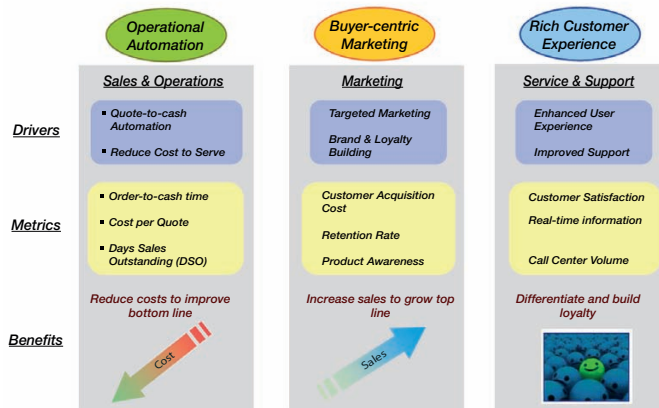 Operational
Automation
Buyer-centric
Marketing
Rich Customer
Experience
Sales & Operations
Marketing
Service & Support
Drivers
▪ Quote-to-cash
Automation
▪ Reduce Cost to Serve
Targeted Marketing
Brand & Loyalty
Building
Enhanced User
Experience
Improved Support
Metrics
▪ Order-to-cash time
▪ Cost per Quote
▪ Days Sales
Outstanding (DSO)
Customer Acquisition
Cost
Retention Rate
Product Awareness
Customer Satisfaction
Real-time information
Call Center Volume
Benefits
Reduce costs to improve
bottom line
Cost
Increase sales to grow top
line
Sales
Differentiate and build
loyalty